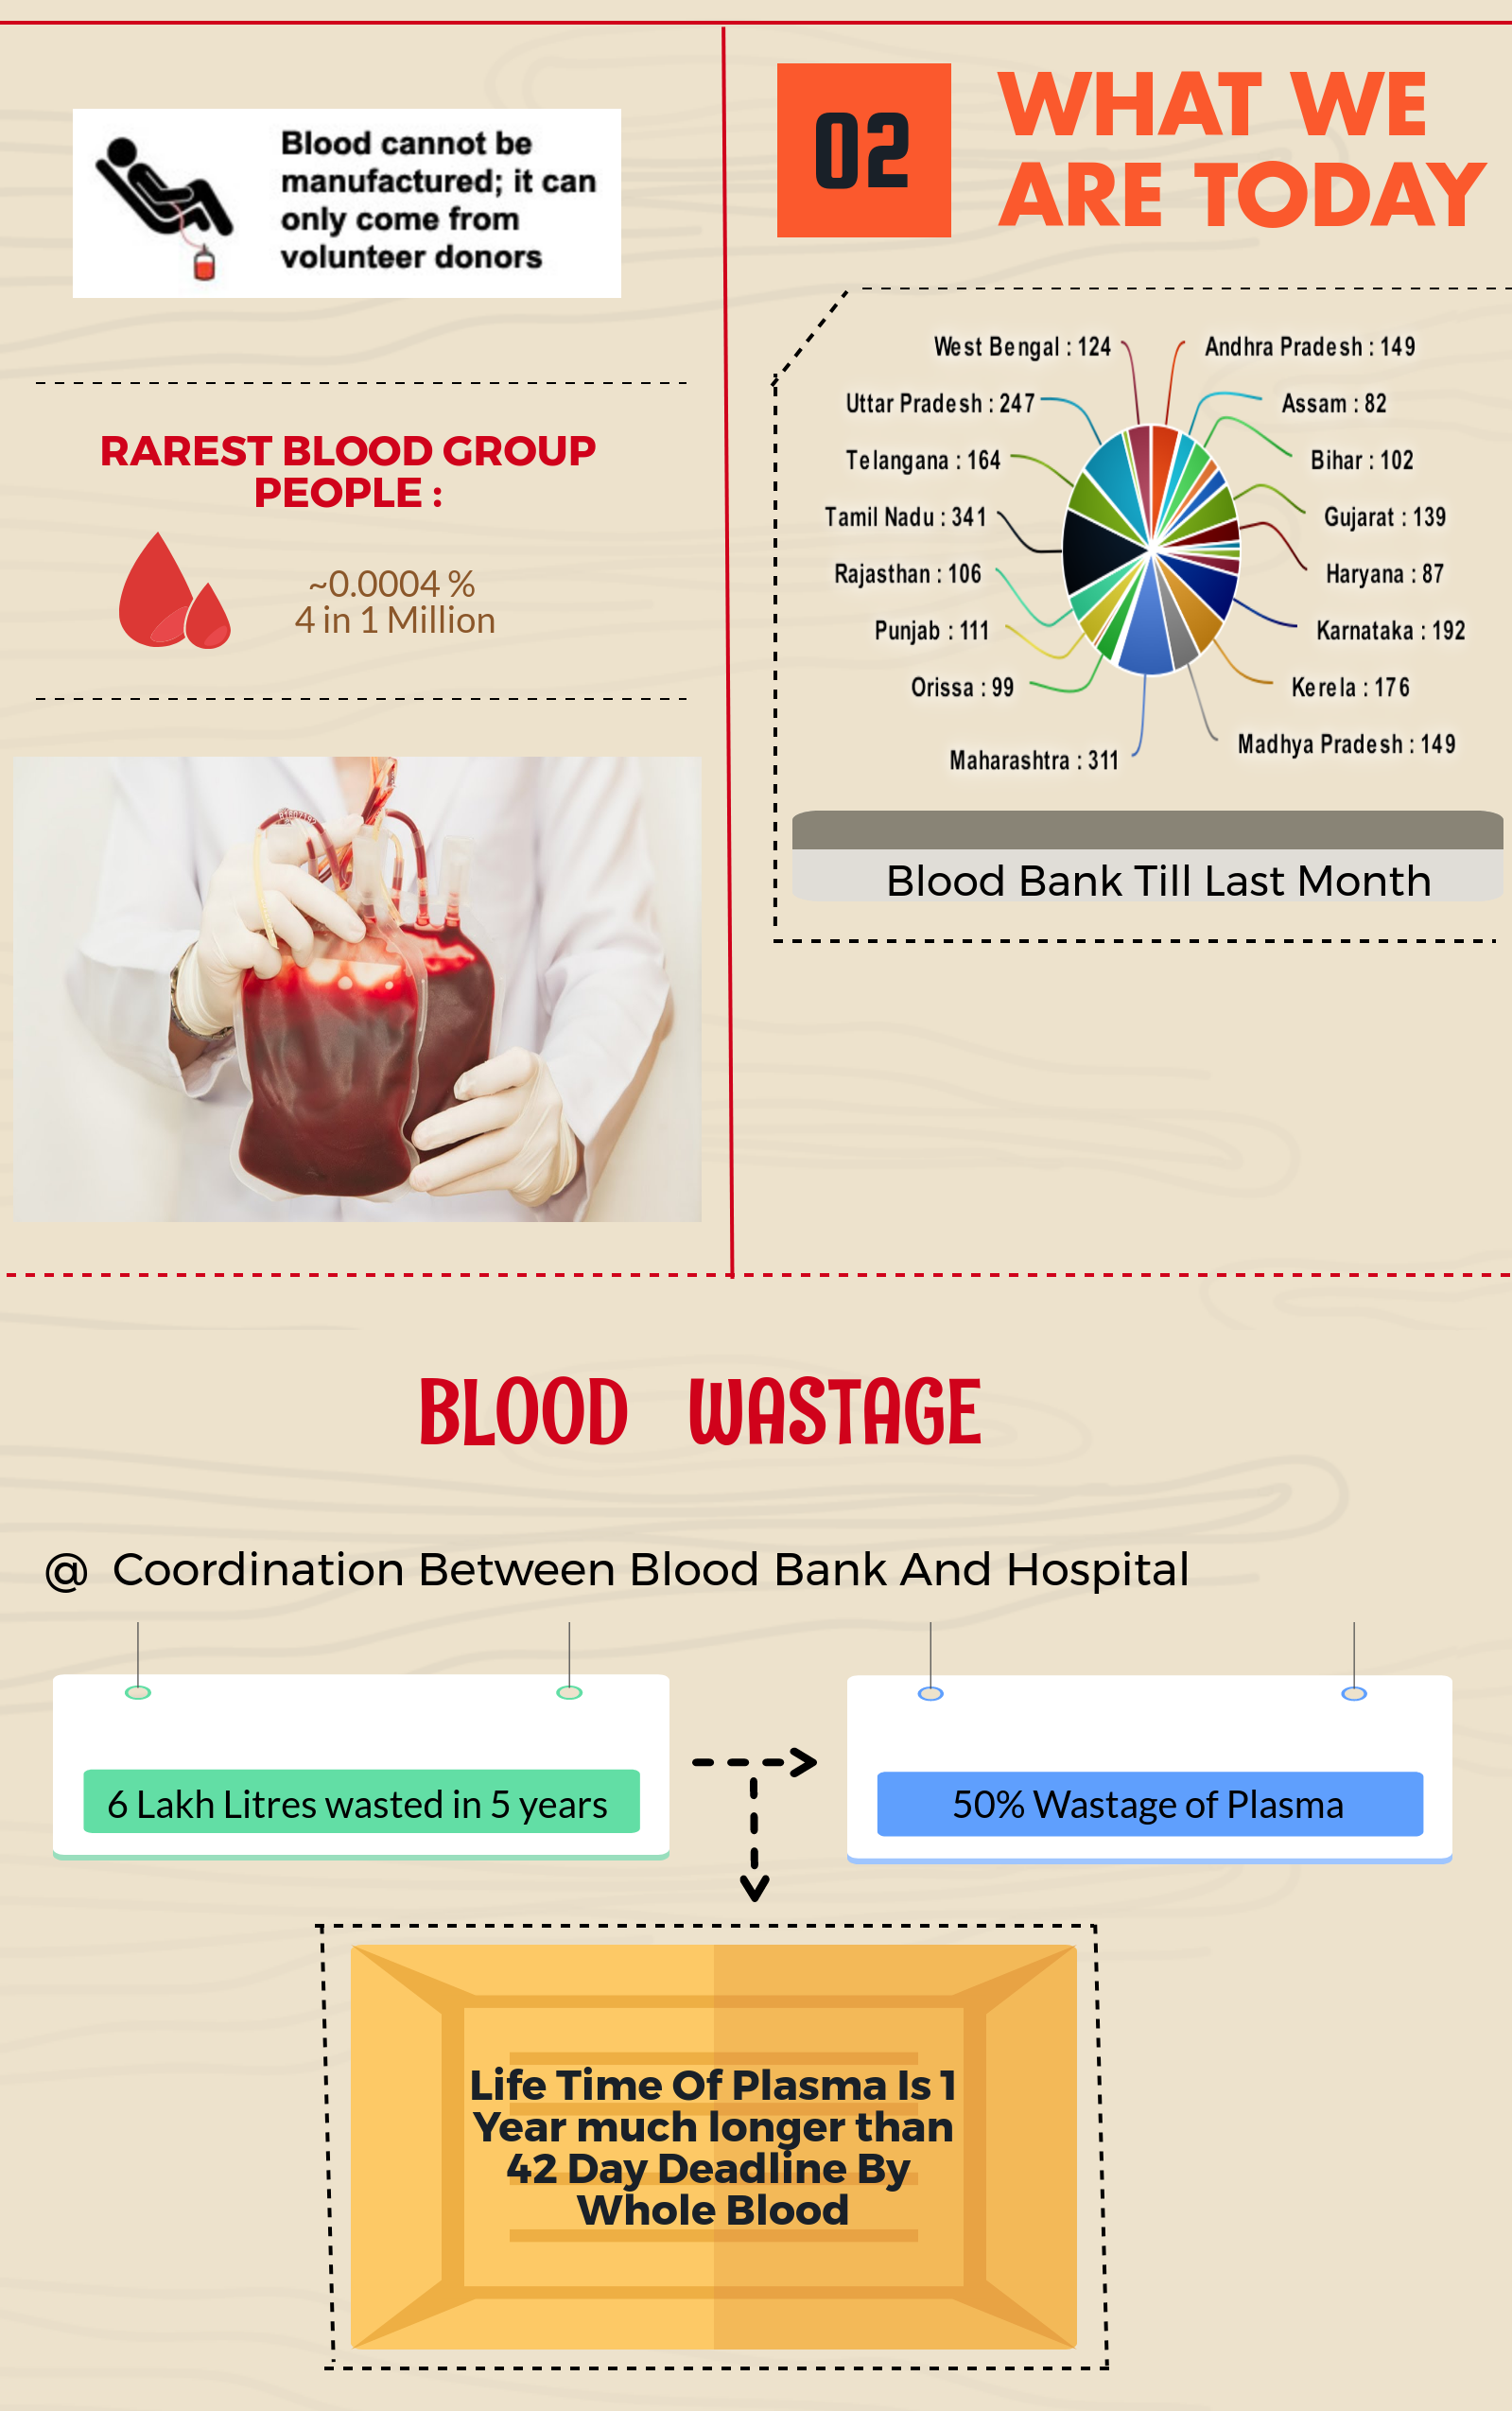 Blood cannot be
manufactured; it can
only come from
volunteer donors
RAREST BLOOD GROUP
PEOPLE :
~0.0004 %
4 in 1 Million
02
WHAT WE
ARE TODAY
West Bengal : 124
Andhra Pradesh : 149
Uttar Pradesh : 247
Assam : 82
Telangana : 164
Bihar : 102
Tamil Nadu : 341
Gujarat : 139
Rajasthan : 106
Haryana : 87
Punjab : 111
Karnataka : 192
Orissa : 99
Kerela : 176
Madhya Pradesh : 149
Maharashtra : 311
Blood Bank Till Last Month
BLOOD WASTAGE
@ Coordination Between Blood Bank And Hospital
6 Lakh Litres wasted in 5 years
50% Wastage of Plasma
Life Time Of Plasma Is 1
Year much longer than
42 Day Deadline By
Whole Blood